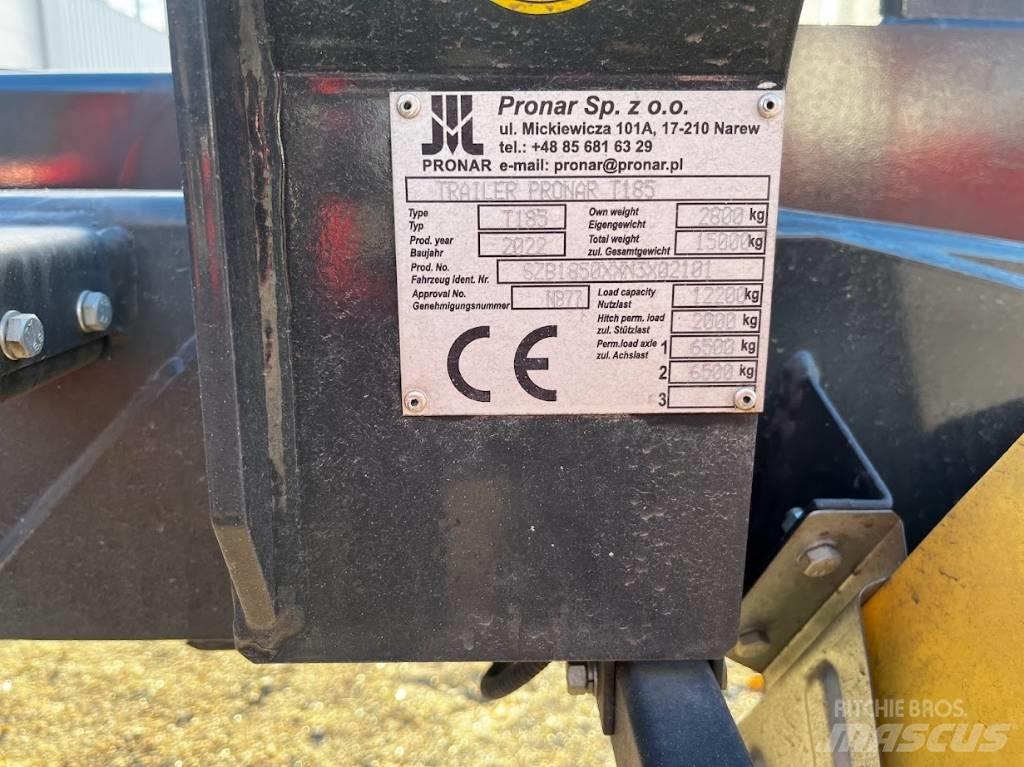 PRONAR
Pronar Sp. z o.o.
ul. Mickiewicza 101A, 17-210 Narew
tel.: +48 85 681 63 29
e-mail: pronar@pronar.pl
TRAILER PRONAR T185
Type
Typ
T185
Own weight
Eigengewicht
2800 kg
Prod. year
Baujahr
2022
Total weight
zul. Gesamtgewicht
15000 kg
Prod. No.
Fahrzeug ident. Nr.
SZB1850XXN3X02101
Approval No.
Genehmigungsnummer
N877
Load capacity
Nutzlast
12200 kg
Hitch perm. load
zul. Stützlast
2000 kg
Perm.load axle
zul. Achslast
1 6500 kg
2 6500 kg
3
CE
RITCHIE BROS.
MASCUS